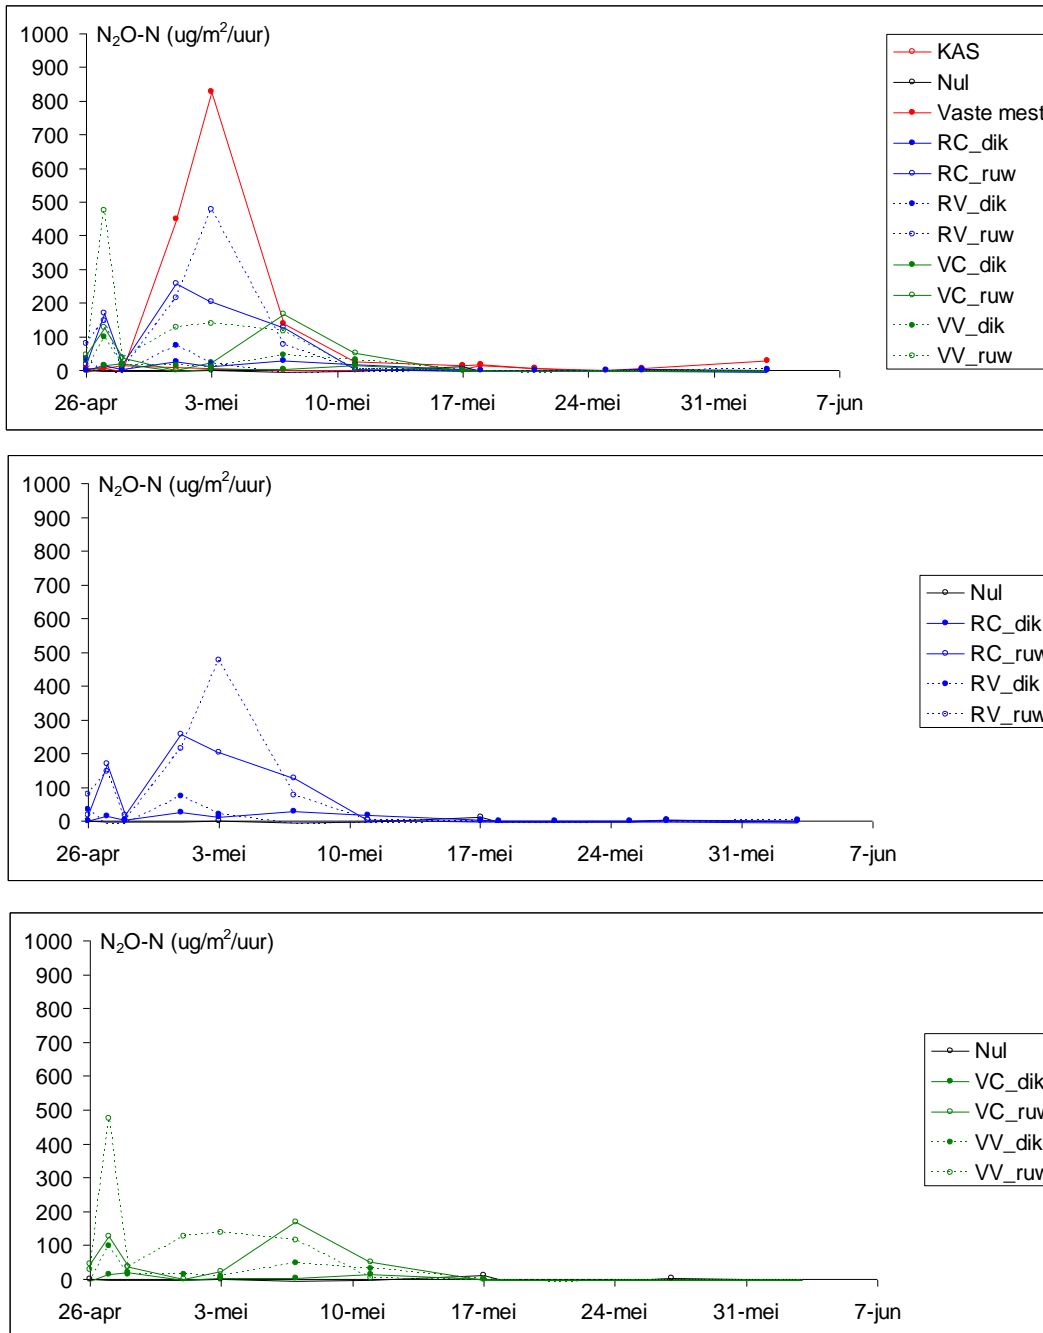 N₂O-N (ug/m²/uur)
1000
900
800
700
600
500
400
300
200
100
0
26-apr 3-mei 10-mei 17-mei 24-mei 31-mei 7-jun
KAS
Nul
Vaste mest
RC_dik
RC_ruw
RV_dik
RV_ruw
VC_dik
VC_ruw
VV_dik
VV_ruw
N₂O-N (ug/m²/uur)
1000
900
800
700
600
500
400
300
200
100
0
26-apr 3-mei 10-mei 17-mei 24-mei 31-mei 7-jun
Nul
RC_dik
RC_ruw
RV_dik
RV_ruw
N₂O-N (ug/m²/uur)
1000
900
800
700
600
500
400
300
200
100
0
26-apr 3-mei 10-mei 17-mei 24-mei 31-mei 7-jun
Nul
VC_dik
VC_ruw
VV_dik
VV_ruw